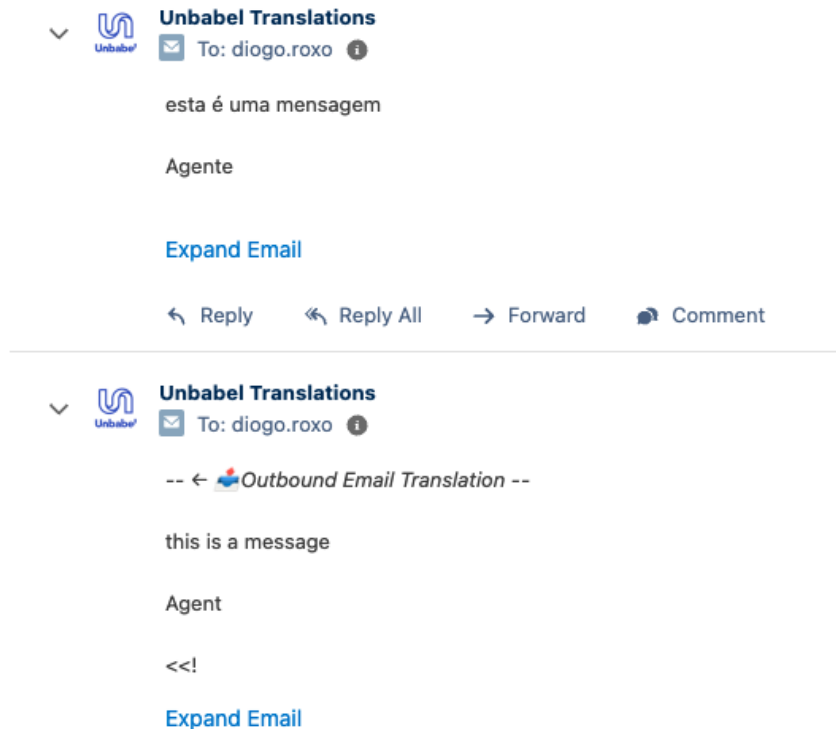 Unbabel Translations
Unbabel
To: diogo.roxo
esta é uma mensagem
Agente
Expand Email
Reply Reply All Forward Comment
Unbabel Translations
Unbabel
To: diogo.roxo
-- ← 📥Outbound Email Translation --
this is a message
Agent
<<!
Expand Email